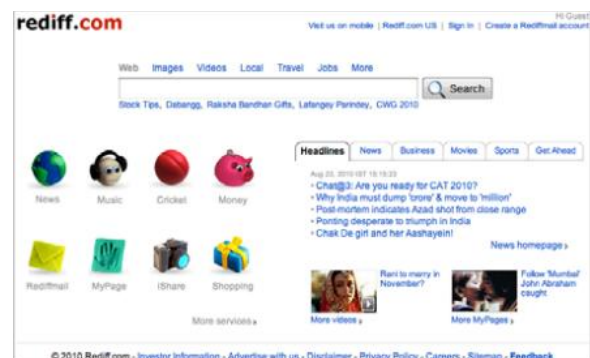 Hi Guest
rediff.com
Visit us on mobile | Rediff.com US | Sign In | Create a Rediffmail account
Web Images Videos Local Travel Jobs More
Search
Stock Tips, Dabangg, Raksha Bandhan Gifts, Lafangey Parindey, CWG 2010
Headlines News Business Movies Sports Get Ahead
Aug 23, 2010 IST
• Chat@3: Are you ready for CAT 2010?
• Why India must dump 'crore' & move to 'million'
• Post-mortem indicates Azad shot from close range
• Ponting desperate to triumph in India
• Chak De girl and her Aashayein!
News homepage
News Music Cricket Money
Rediffmail MyPage iShare Shopping
More services
to marry in
November?
More videos
Follow 'Mumbai'
John Abraham
caught
More MyPages
© 2010 Rediff.com - Investor Information - Advertise with us - Disclaimer - Privacy Policy - Careers - Sitemap - Feedback